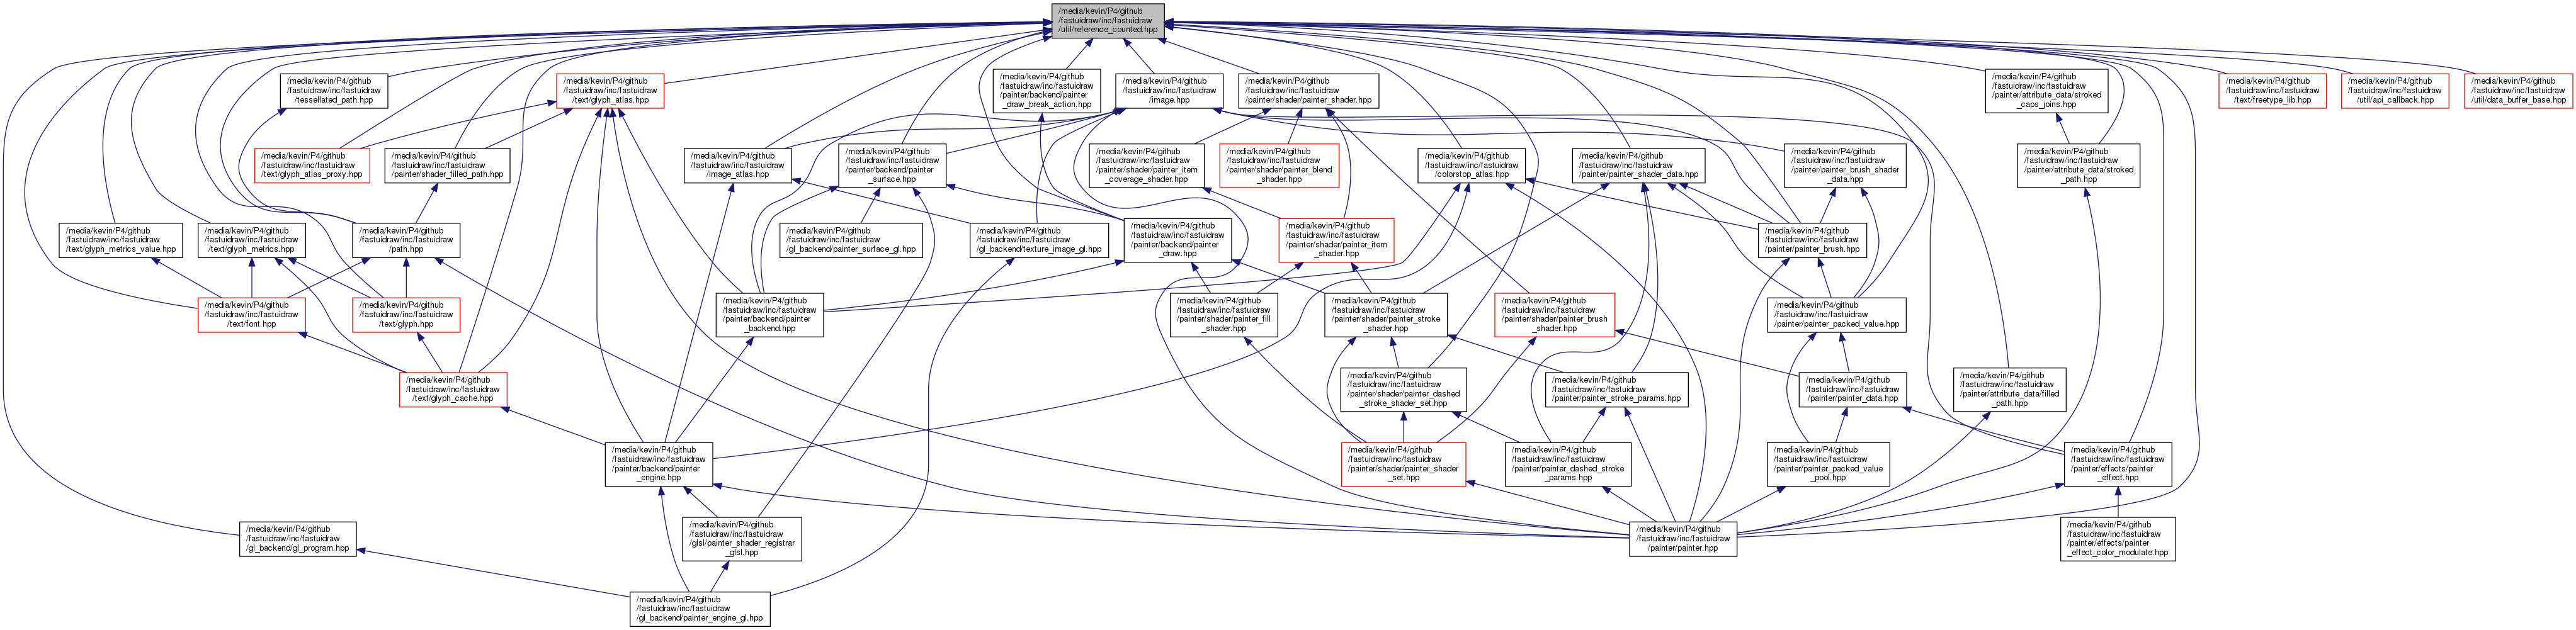 /media/kevin/P4/github
/fastuidraw/inc/fastuidraw
/util/reference_counted.hpp
/media/kevin/P4/github
/fastuidraw/inc/fastuidraw
/tessellated_path.hpp
/media/kevin/P4/github
/fastuidraw/inc/fastuidraw
/text/glyph_atlas.hpp
/media/kevin/P4/github
/fastuidraw/inc/fastuidraw
/painter/backend/painter
_draw_break_action.hpp
/media/kevin/P4/github
/fastuidraw/inc/fastuidraw
/image.hpp
/media/kevin/P4/github
/fastuidraw/inc/fastuidraw
/painter/shader/painter_shader.hpp
/media/kevin/P4/github
/fastuidraw/inc/fastuidraw
/painter/attribute_data/stroked
_caps_joins.hpp
/media/kevin/P4/github
/fastuidraw/inc/fastuidraw
/text/freetype_lib.hpp
/media/kevin/P4/github
/fastuidraw/inc/fastuidraw
/util/api_callback.hpp
/media/kevin/P4/github
/fastuidraw/inc/fastuidraw
/util/data_buffer_base.hpp
/media/kevin/P4/github
/fastuidraw/inc/fastuidraw
/text/glyph_atlas_proxy.hpp
/media/kevin/P4/github
/fastuidraw/inc/fastuidraw
/painter/shader_filled_path.hpp
/media/kevin/P4/github
/fastuidraw/inc/fastuidraw
/image_atlas.hpp
/media/kevin/P4/github
/fastuidraw/inc/fastuidraw
/painter/backend/painter
_surface.hpp
/media/kevin/P4/github
/fastuidraw/inc/fastuidraw
/painter/shader/painter_item
_coverage_shader.hpp
/media/kevin/P4/github
/fastuidraw/inc/fastuidraw
/painter/shader/painter_blend
_shader.hpp
/media/kevin/P4/github
/fastuidraw/inc/fastuidraw
/colorstop_atlas.hpp
/media/kevin/P4/github
/fastuidraw/inc/fastuidraw
/painter/painter_shader_data.hpp
/media/kevin/P4/github
/fastuidraw/inc/fastuidraw
/painter/painter_brush_shader
_data.hpp
/media/kevin/P4/github
/fastuidraw/inc/fastuidraw
/painter/attribute_data/stroked
_path.hpp
/media/kevin/P4/github
/fastuidraw/inc/fastuidraw
/text/glyph_metrics_value.hpp
/media/kevin/P4/github
/fastuidraw/inc/fastuidraw
/text/glyph_metrics.hpp
/media/kevin/P4/github
/fastuidraw/inc/fastuidraw
/path.hpp
/media/kevin/P4/github
/fastuidraw/inc/fastuidraw
/gl_backend/painter_surface_gl.hpp
/media/kevin/P4/github
/fastuidraw/inc/fastuidraw
/gl_backend/texture_image_gl.hpp
/media/kevin/P4/github
/fastuidraw/inc/fastuidraw
/painter/backend/painter
_draw.hpp
/media/kevin/P4/github
/fastuidraw/inc/fastuidraw
/painter/shader/painter_item
_shader.hpp
/media/kevin/P4/github
/fastuidraw/inc/fastuidraw
/painter/painter_brush.hpp
/media/kevin/P4/github
/fastuidraw/inc/fastuidraw
/text/font.hpp
/media/kevin/P4/github
/fastuidraw/inc/fastuidraw
/text/glyph.hpp
/media/kevin/P4/github
/fastuidraw/inc/fastuidraw
/painter/backend/painter
_backend.hpp
/media/kevin/P4/github
/fastuidraw/inc/fastuidraw
/painter/shader/painter_fill
_shader.hpp
/media/kevin/P4/github
/fastuidraw/inc/fastuidraw
/painter/shader/painter_stroke
_shader.hpp
/media/kevin/P4/github
/fastuidraw/inc/fastuidraw
/painter/shader/painter_brush
_shader.hpp
/media/kevin/P4/github
/fastuidraw/inc/fastuidraw
/painter/painter_packed_value.hpp
/media/kevin/P4/github
/fastuidraw/inc/fastuidraw
/text/glyph_cache.hpp
/media/kevin/P4/github
/fastuidraw/inc/fastuidraw
/painter/shader/painter_dashed
_stroke_shader_set.hpp
/media/kevin/P4/github
/fastuidraw/inc/fastuidraw
/painter/painter_stroke_params.hpp
/media/kevin/P4/github
/fastuidraw/inc/fastuidraw
/painter/painter_data.hpp
/media/kevin/P4/github
/fastuidraw/inc/fastuidraw
/painter/attribute_data/filled
_path.hpp
/media/kevin/P4/github
/fastuidraw/inc/fastuidraw
/painter/backend/painter
_engine.hpp
/media/kevin/P4/github
/fastuidraw/inc/fastuidraw
/painter/shader/painter_shader
_set.hpp
/media/kevin/P4/github
/fastuidraw/inc/fastuidraw
/painter/painter_dashed_stroke
_params.hpp
/media/kevin/P4/github
/fastuidraw/inc/fastuidraw
/painter/painter_packed_value
_pool.hpp
/media/kevin/P4/github
/fastuidraw/inc/fastuidraw
/painter/effects/painter
_effect.hpp
/media/kevin/P4/github
/fastuidraw/inc/fastuidraw
/gl_backend/gl_program.hpp
/media/kevin/P4/github
/fastuidraw/inc/fastuidraw
/glsl/painter_shader_registrar
_glsl.hpp
/media/kevin/P4/github
/fastuidraw/inc/fastuidraw
/painter/painter.hpp
/media/kevin/P4/github
/fastuidraw/inc/fastuidraw
/painter/effects/painter
_effect_color_modulate.hpp
/media/kevin/P4/github
/fastuidraw/inc/fastuidraw
/gl_backend/painter_engine_gl.hpp